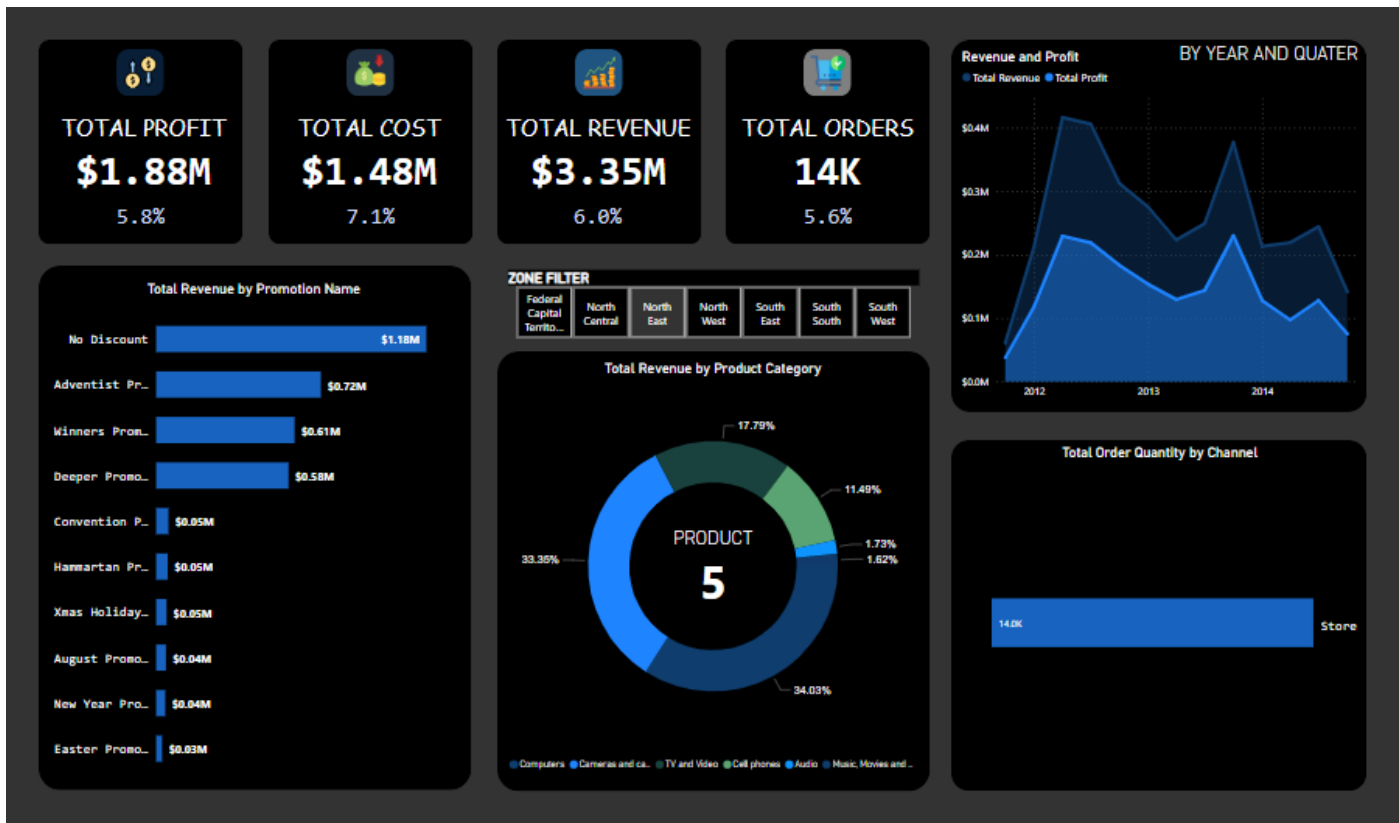 TOTAL PROFIT
$1.88M
5.8%
TOTAL COST
$1.48M
7.1%
TOTAL REVENUE
$3.35M
6.0%
TOTAL ORDERS
14K
5.6%
Revenue and Profit
BY YEAR AND QUATER
Total Revenue Total Profit
$0.4M
$0.3M
$0.2M
$0.1M
$0.0M
2012 2013 2014
Total Revenue by Promotion Name
No Discount $1.18M
Adventist Pr… $0.72M
Winners Prom… $0.61M
Deeper Promo… $0.58M
Convention P… $0.05M
Hammartan Pr… $0.05M
Xmas Holiday… $0.05M
August Promo… $0.04M
New Year Pro… $0.04M
Easter Promo… $0.03M
ZONE FILTER
Federal
Capital
Territo...
North
Central
North
East
North
West
South
East
South
South
South
West
Total Revenue by Product Category
17.79%
11.49%
1.73%
1.62%
33.35%
34.03%
PRODUCT
5
Computers Cameras and ca... TV and Video Cell phones Audio Music, Movies and ...
Total Order Quantity by Channel
14.0K
Store